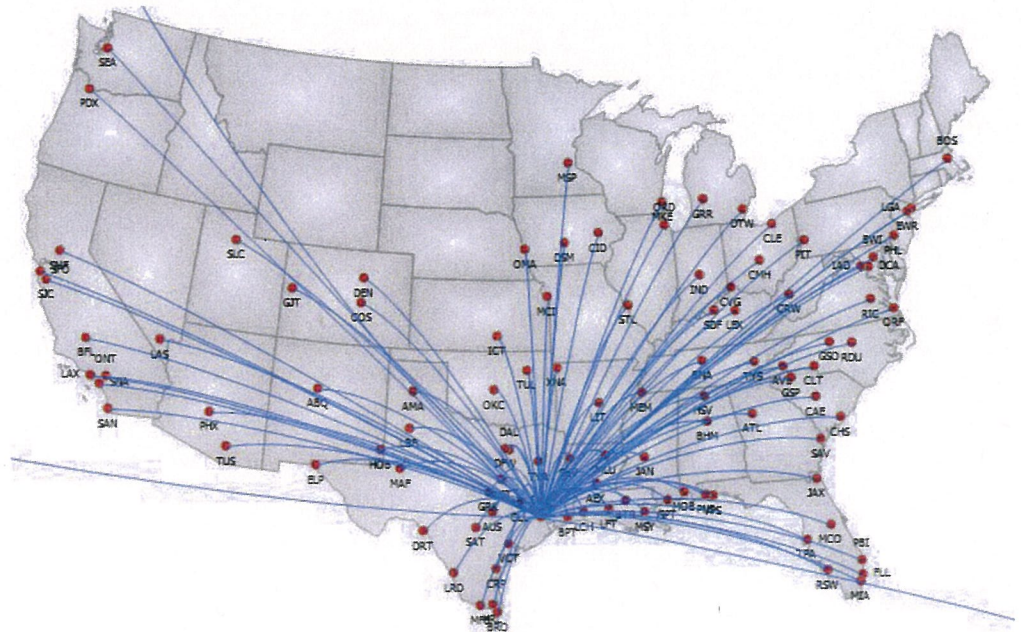 SEA
PDX
BOS
MSP
ORD
MKE
GRR
DTW
LGA
EWR
CLE
PIT
BWI
PHL
IAD
DCA
SLC
OMA
DSM
CID
CMH
IND
SJC
GJT
DEN
COS
MCI
STL
CVG
CRW
SDF
LEX
RIC
ORF
BFL
ONT
LAS
ICT
GSO
RDU
LAX
SNA
TUL
XNA
TYS
AVL
GSP
CLT
ABQ
AMA
OKC
LIT
MEM
HSV
CAE
SAN
PHX
DAL
BHM
ATL
CHS
TUS
SAV
HOB
DFW
JAN
ELP
MAF
JAX
GRK
AEX
MOB
AUS
BPT
LCH
LFT
MSY
MCO
DRT
SAT
TPA
PBI
VCT
LRD
CRP
RSW
FLL
MIA
BRO